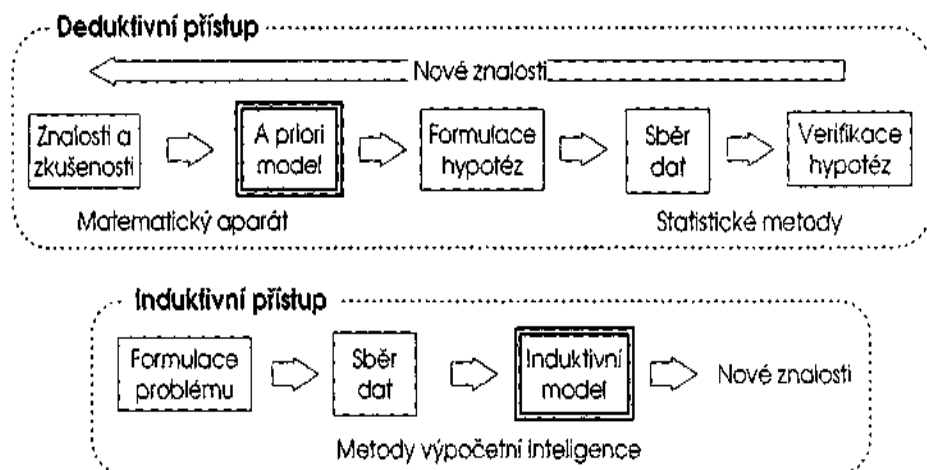 Deduktivní přístup
Nové znalosti
Znalosti a
zkušenosti
A priori
model
Formulace
hypotéz
Sběr
dat
Verifikace
hypotéz
Matematický aparát
Statistické metody
Induktivní přístup
Formulace
problému
Sběr
dat
Induktivní
model
Nové znalosti
Metody výpočetní inteligence